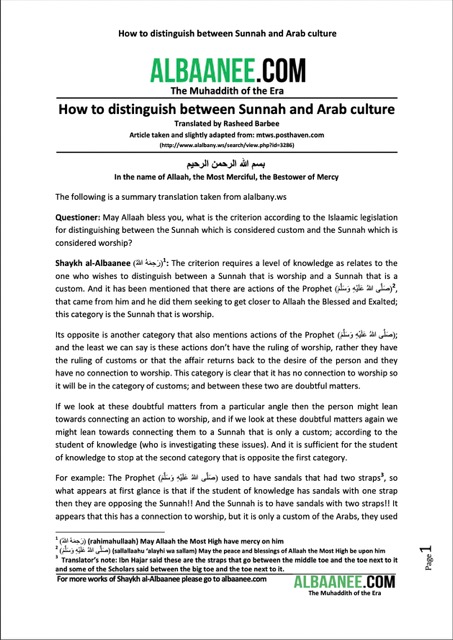 How to distinguish between Sunnah and Arab culture
ALBAANEE.COM
The Muhaddith of the Era
How to distinguish between Sunnah and Arab culture
Translated by Rasheed Barbee
Article taken and slightly adapted from: mtws.posthaven.com
(http://www.alalbany.ws/search/view.php?id=3286)
بسم الله الرحمن الرحيم
In the name of Allaah, the Most Merciful, the Bestower of Mercy
The following is a summary translation taken from alalbany.ws
Questioner: May Allaah bless you, what is the criterion according to the Islaamic legislation
for distinguishing between the Sunnah which is considered custom and the Sunnah which is
considered worship?
Shaykh al-Albaanee (رَحِمَهُ اللهُ)1: The criterion requires a level of knowledge as relates to the
one who wishes to distinguish between a Sunnah that is worship and a Sunnah that is a
custom. And it has been mentioned that there are actions of the Prophet (صَلَّى اللهُ عَلَيْهِ وَسَلَّمَ)2,
that came from him and he did them seeking to get closer to Allaah the Blessed and Exalted;
this category is the Sunnah that is worship.
Its opposite is another category that also mentions actions of the Prophet (صَلَّى اللهُ عَلَيْهِ وَسَلَّمَ);
and the least we can say is these actions don't have the ruling of worship, rather they have
the ruling of customs or that the affair returns back to the desire of the person and they
have no connection to worship. This category is clear that it has no connection to worship so
it will be in the category of customs; and between these two are doubtful matters.
If we look at these doubtful matters from a particular angle then the person might lean
towards connecting an action to worship, and if we look at these doubtful matters again we
might lean towards connecting them to a Sunnah that is only a custom; according to the
student of knowledge (who is investigating these issues). And it is sufficient for the student
of knowledge to stop at the second category that is opposite the first category.
For example: The Prophet (صَلَّى اللهُ عَلَيْهِ وَسَلَّمَ) used to have sandals that had two straps3, so
what appears at first glance is that if the student of knowledge has sandals with one strap
then they are opposing the Sunnah!! And the Sunnah is to have sandals with two straps!! It
appears that this has a connection to worship, but it is only a custom of the Arabs, they used
1 (رَحِمَهُ اللهُ) (rahimahullaah) May Allaah the Most High have mercy on him
2 (صَلَّى اللهُ عَلَيْهِ وَسَلَّمَ) (sallallaahu 'alayhi wa sallam) May the peace and blessings of Allaah the Most High be upon him
3 Translator's note: Ibn Hajar said these are the straps that go between the middle toe and the toe next to it
and some of the Scholars said between the big toe and the toe next to it.
For more works of Shaykh al-Albaanee please go to albaanee.com
ALBAANEE.COM
The Muhaddith of the Era
Page 1